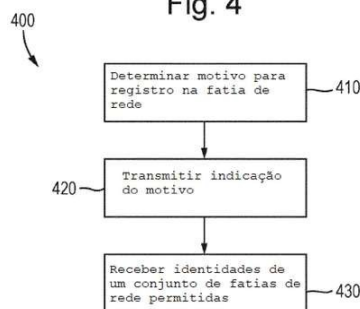 Fig. 4
400
Determinar motivo para
registro na fatia de
rede
410
Transmitir indicação
do motivo
420
Receber identidades de
um conjunto de fatias de
rede permitidas
430